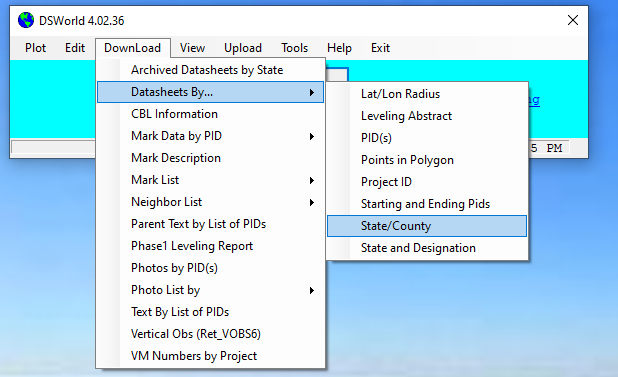 DSWorld 4.02.36
Plot Edit DownLoad View Upload Tools Help Exit
Archived Datasheets by State
Datasheets By...
CBL Information
Mark Data by PID
Mark Description
Mark List
Neighbor List
Parent Text by List of PIDs
Phase1 Leveling Report
Photos by PID(s)
Photo List by
Text By List of PIDs
Vertical Obs (Ret_VOBS6)
VM Numbers by Project
Lat/Lon Radius
Leveling Abstract
PID(s)
Points in Polygon
Project ID
Starting and Ending Pids
State/County
State and Designation
5 PM